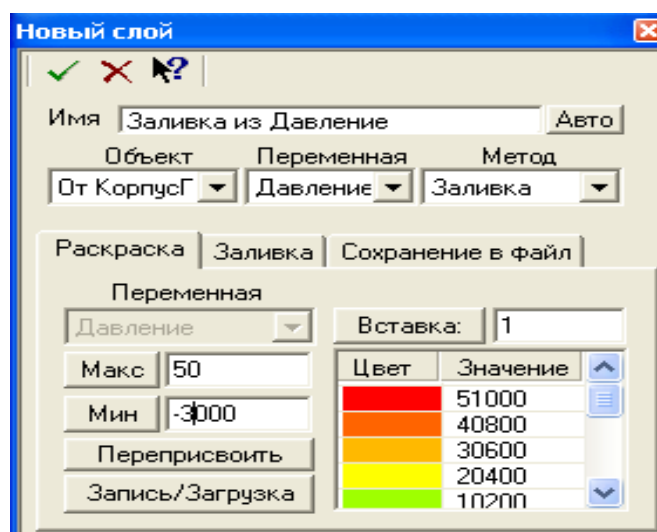 Новый слой
Имя Заливка из Давление Авто
Объект Переменная Метод
От КорпусГ Давление Заливка
Раскраска Заливка Сохранение в файл
Переменная
Давление Вставка: 1
Макс 50 Цвет Значение
51000
Мин -3000 40800
Переприсвоить 30600
20400
Запись/Загрузка 10200